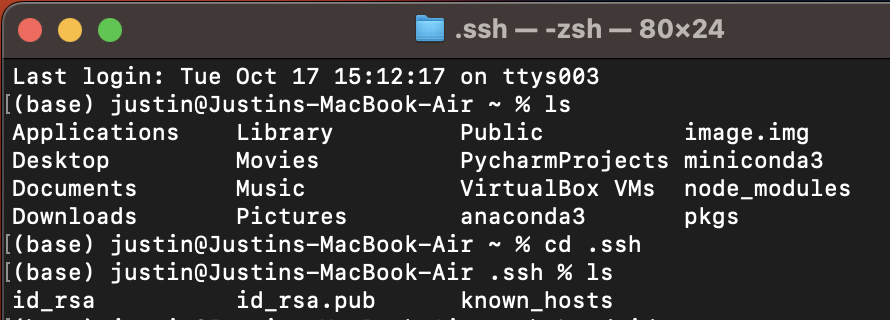 .ssh — -zsh — 80×24
Last login: Tue Oct 17 15:12:17 on ttys003
[(base) justin@Justins-MacBook-Air ~ % ls
Applications Library Public image.img
Desktop Movies PycharmProjects miniconda3
Documents Music VirtualBox VMs node_modules
Downloads Pictures anaconda3 pkgs
[(base) justin@Justins-MacBook-Air ~ % cd .ssh
[(base) justin@Justins-MacBook-Air .ssh % ls
id_rsa id_rsa.pub known_hosts